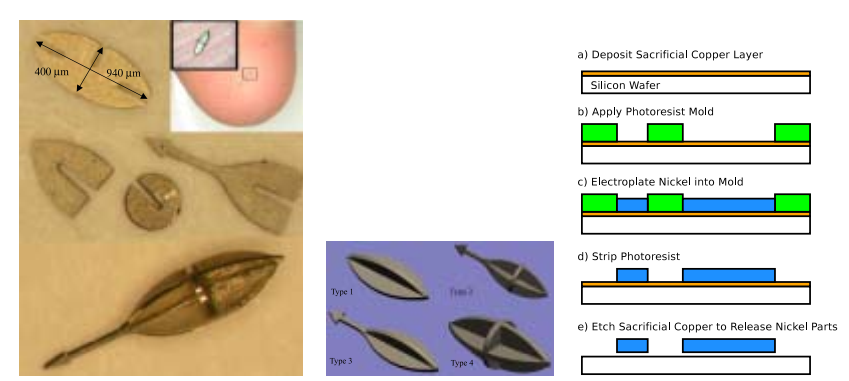 400 µm
940 µm
Type 1
Type 3
Type 4
a) Deposit Sacrificial Copper Layer
Silicon Wafer
b) Apply Photoresist Mold
c) Electroplate Nickel into Mold
d) Strip Photoresist
e) Etch Sacrificial Copper to Release Nickel Parts